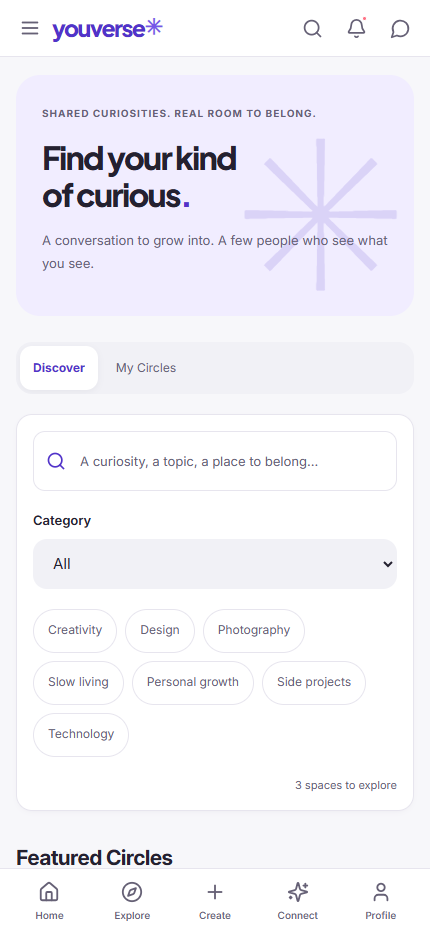 youverse
SHARED CURIOSITIES. REAL ROOM TO BELONG.
Find your kind
of curious.
A conversation to grow into. A few people who see what
you see.
Discover
My Circles
A curiosity, a topic, a place to belong...
Category
All
Creativity
Design
Photography
Slow living
Personal growth
Side projects
Technology
3 spaces to explore
Featured Circles
Home
Explore
Create
Connect
Profile